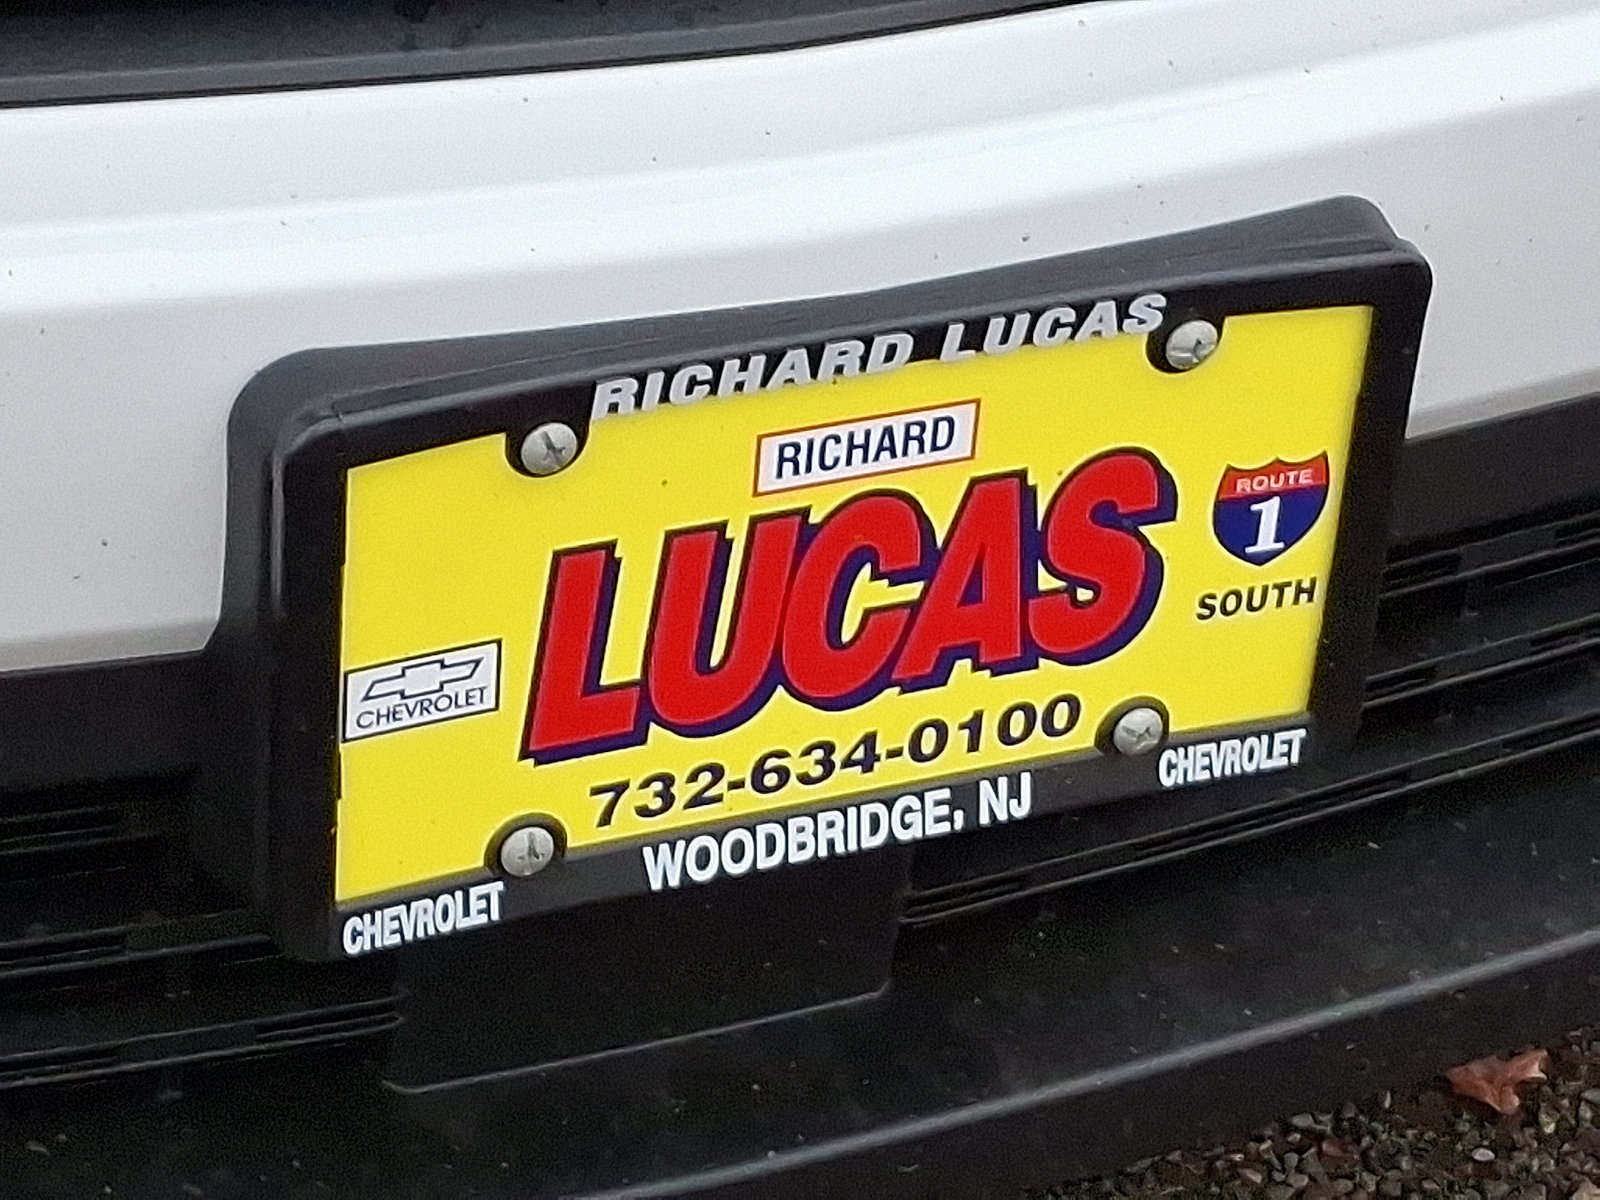 RICHARD LUCAS
RICHARD
LUCAS
ROUTE
1
SOUTH
CHEVROLET
732-634-0100
CHEVROLET
WOODBRIDGE, NJ
CHEVROLET